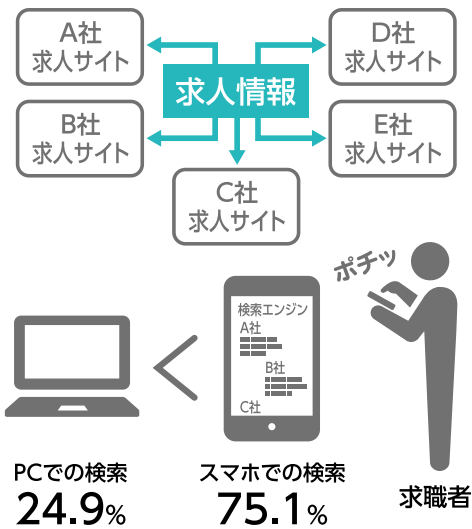 A社
求人サイト
D社
求人サイト
求人情報
B社
求人サイト
E社
求人サイト
C社
求人サイト
ポチッ
検索エンジン
A社
B社
C社
PCでの検索
24.9%
スマホでの検索
75.1%
求職者